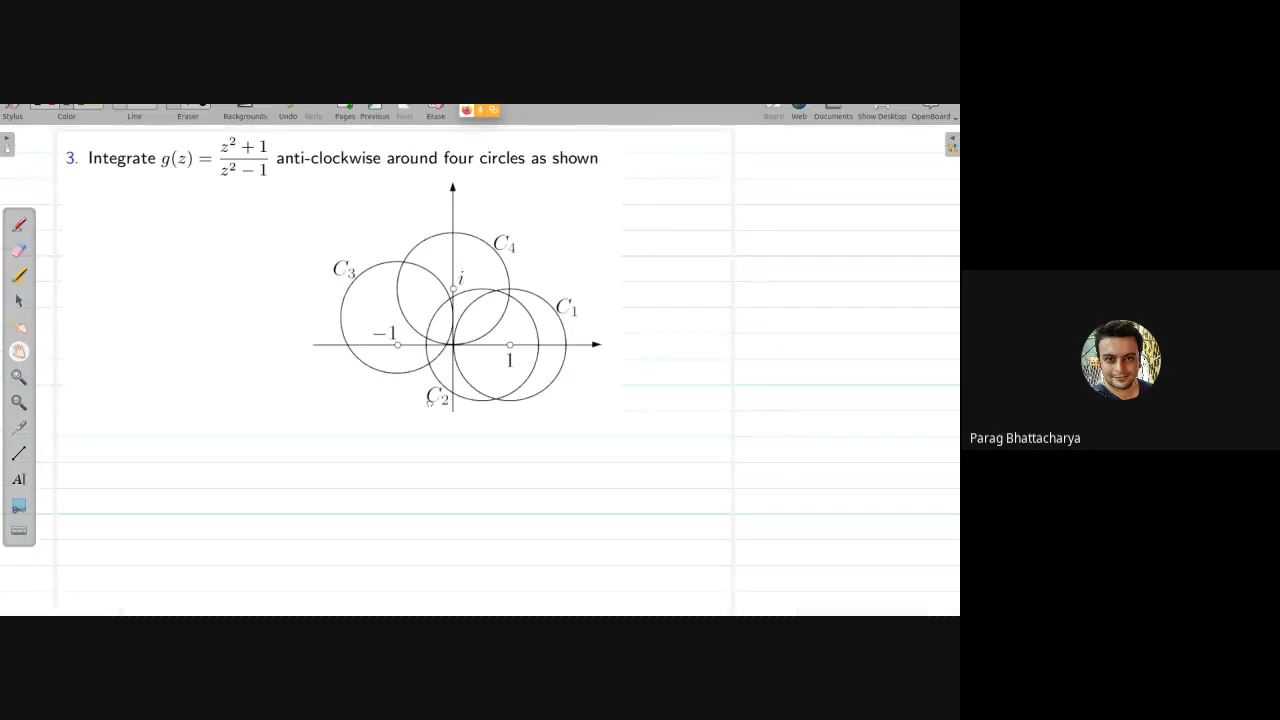 Stylus Color Line Eraser Backgrounds Undo Redo Pages Previous Next Erase Board Web Documents Show Desktop OpenBoard
3. Integrate g(z) = (z² + 1)/(z² − 1) anti-clockwise around four circles as shown
C₄
C₃
i
C₁
−1
1
C₂
AI
Parag Bhattacharya